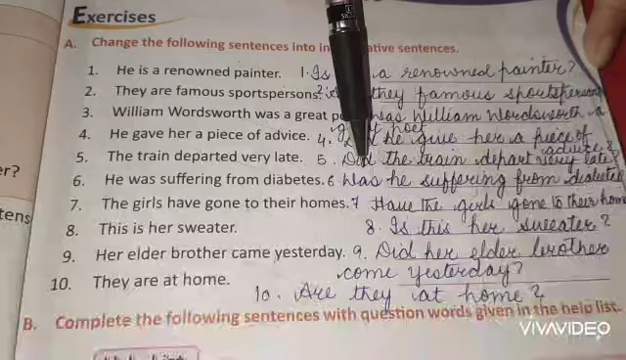 Exercises
A. Change the following sentences into in ative sentences.
1. He is a renowned painter. 1. Is a renowned painter?
2. They are famous sportspersons. 2. they famous sportsperson
3. William Wordsworth was a great po was William Wordsworth a
poet
4. He gave her a piece of advice. 4. he give her a piece of
advice?
5. The train departed very late. 5. Did the train depart very late?
6. He was suffering from diabetes. 6 Was he suffering from diabetes
7. The girls have gone to their homes. 7 Have the girls gone to their home
8. This is her sweater. 8. Is this her sweater?
9. Her elder brother came yesterday. 9. Did her elder brother
come yesterday?
10. They are at home. 10. Are they at home?
B. Complete the following sentences with question words given in the help list.
er?
tens
VIVAVIDEO